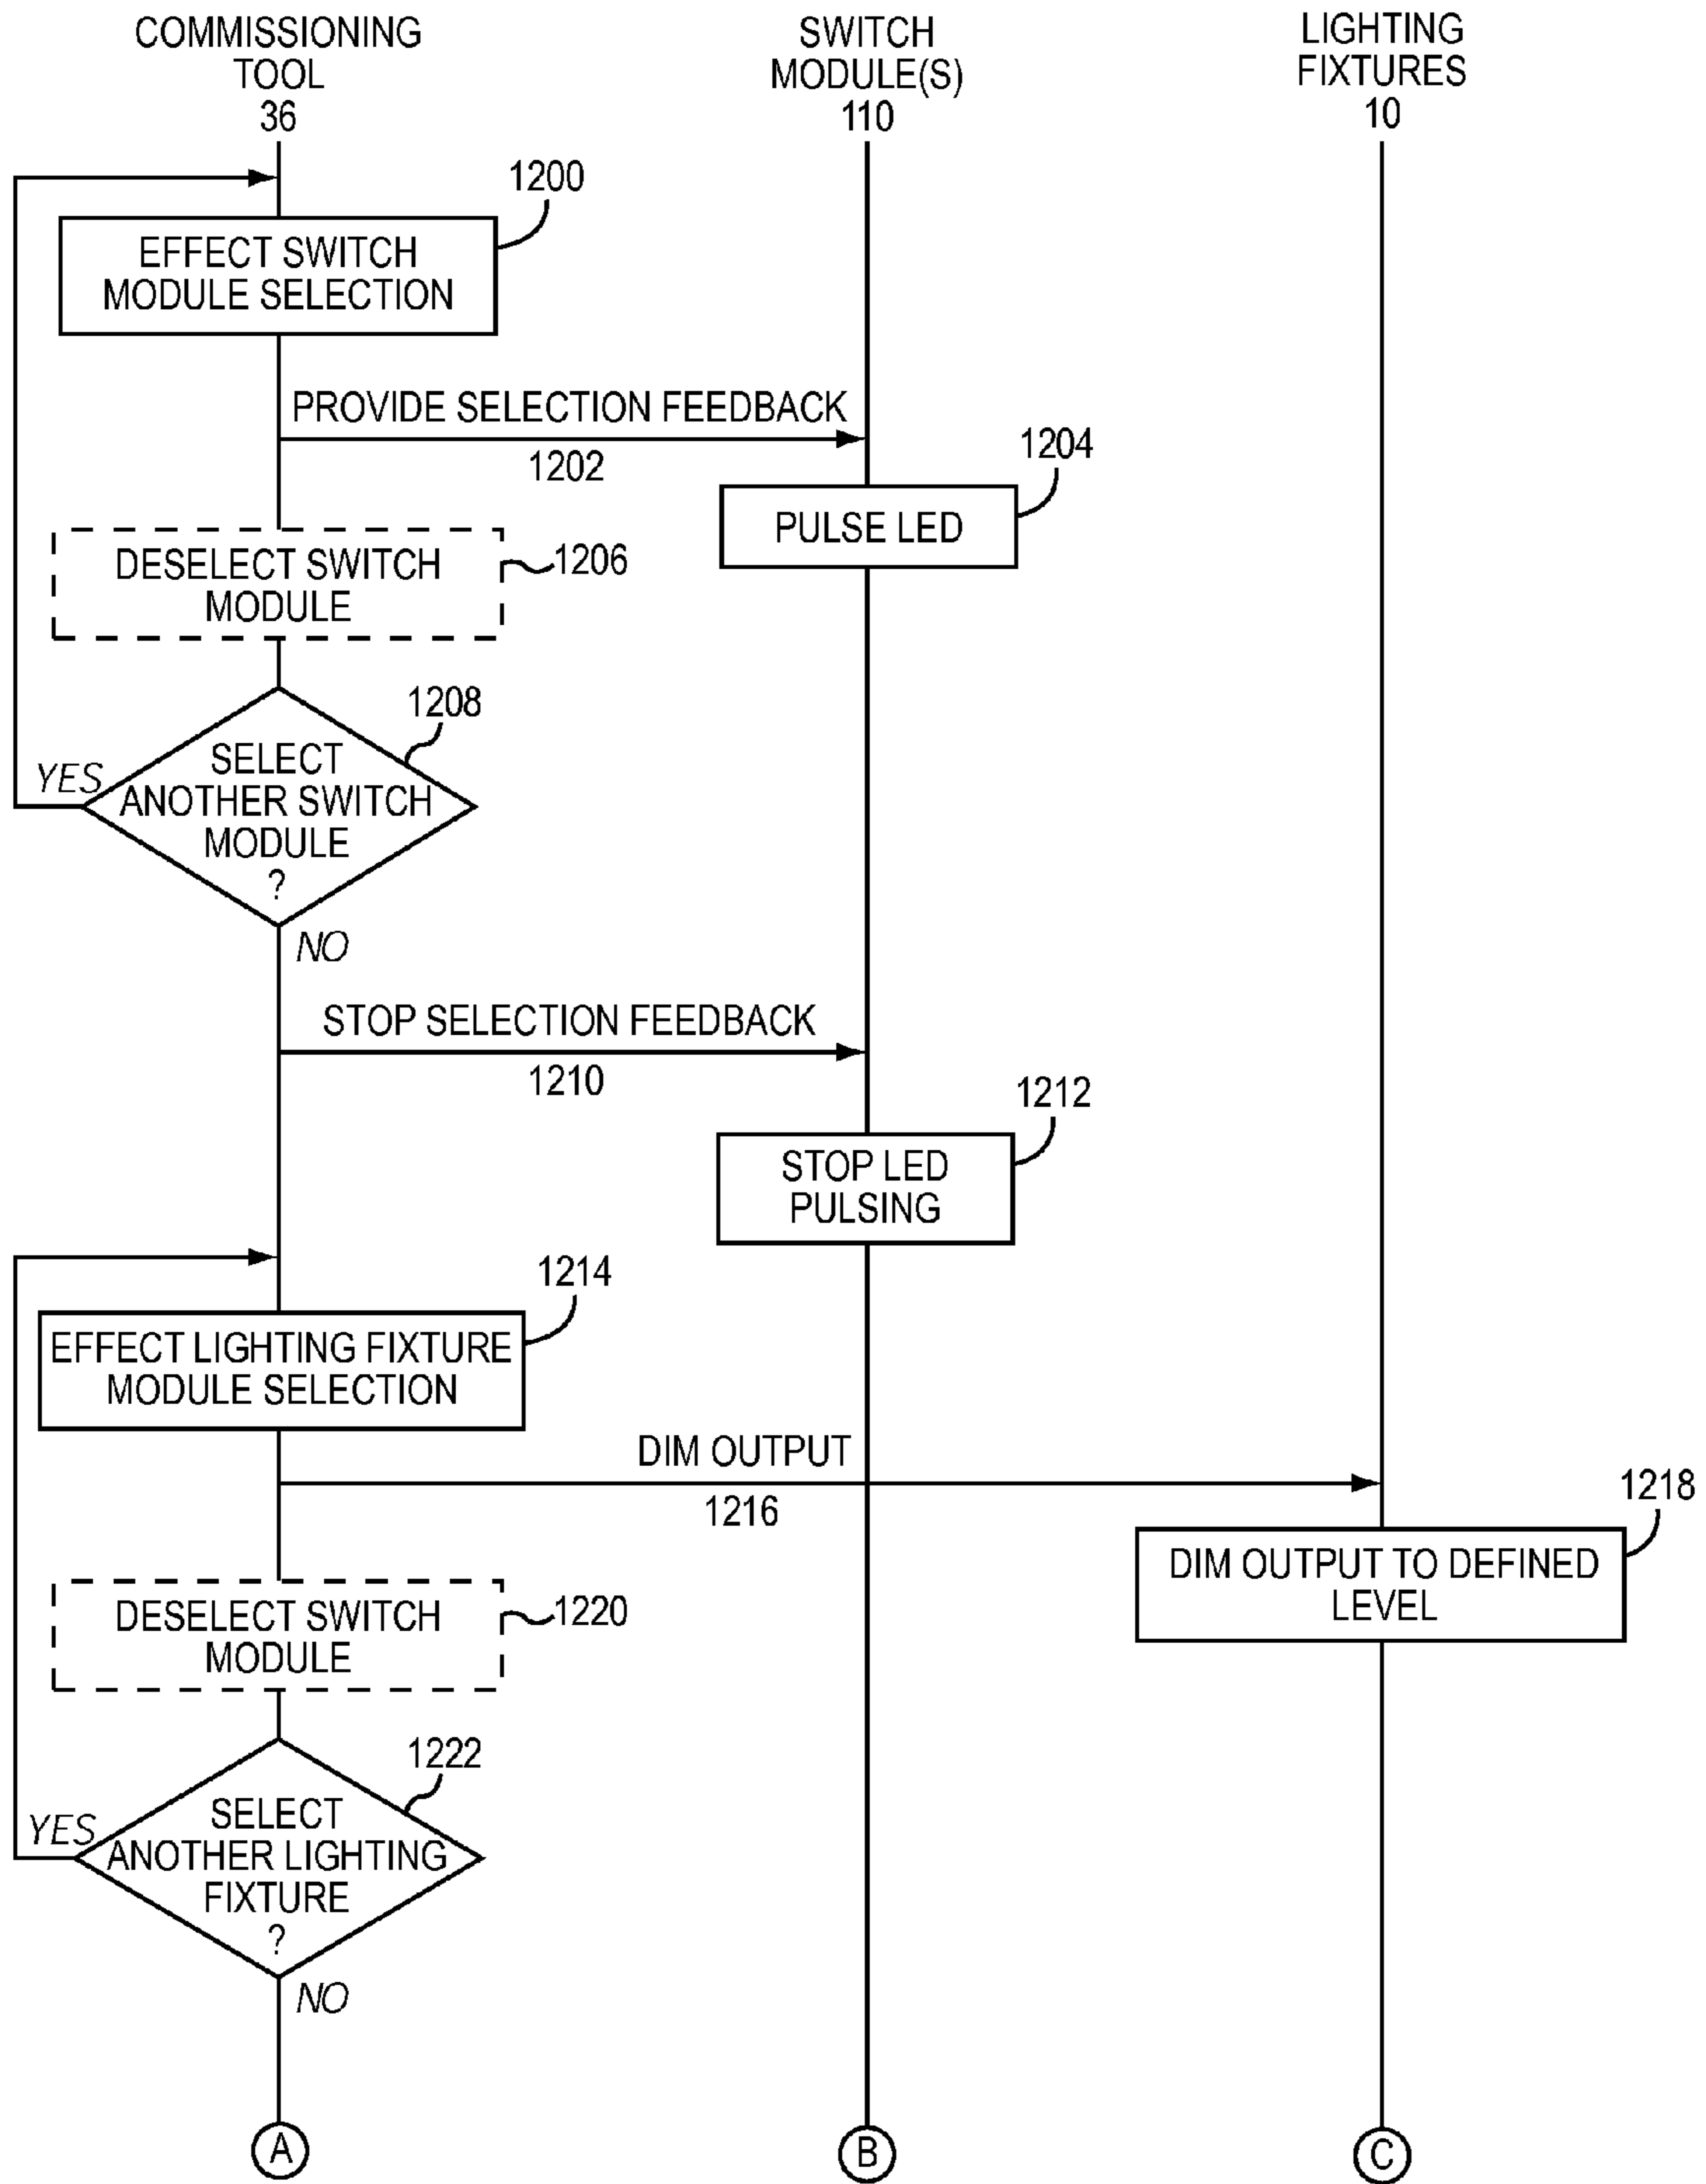 COMMISSIONING
TOOL
36
SWITCH
MODULE(S)
110
LIGHTING
FIXTURES
10
1200
EFFECT SWITCH
MODULE SELECTION
PROVIDE SELECTION FEEDBACK
1202
1204
PULSE LED
DESELECT SWITCH
MODULE
1206
1208
SELECT
ANOTHER SWITCH
MODULE
?
YES
NO
STOP SELECTION FEEDBACK
1210
1212
STOP LED
PULSING
1214
EFFECT LIGHTING FIXTURE
MODULE SELECTION
DIM OUTPUT
1216
1218
DIM OUTPUT TO DEFINED
LEVEL
DESELECT SWITCH
MODULE
1220
1222
SELECT
ANOTHER LIGHTING
FIXTURE
?
YES
NO
A
B
C